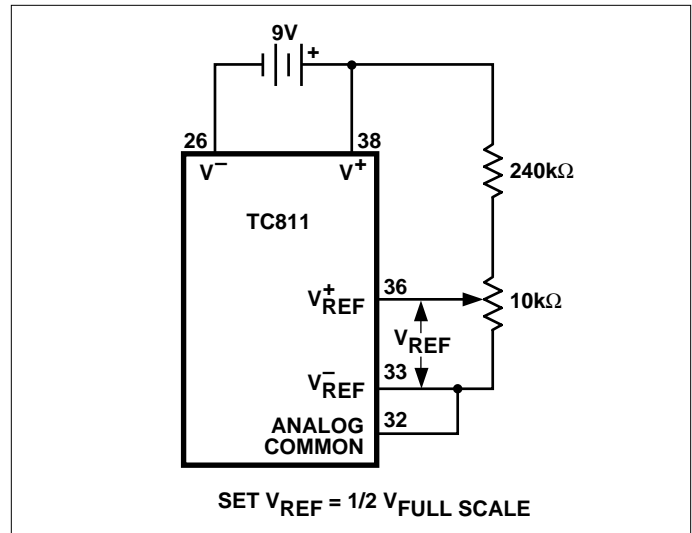 9V
+
26
38
V−
V+
240kΩ
TC811
V+REF
36
10kΩ
VREF
V−REF
33
ANALOG
COMMON
32
SET VREF = 1/2 VFULL SCALE